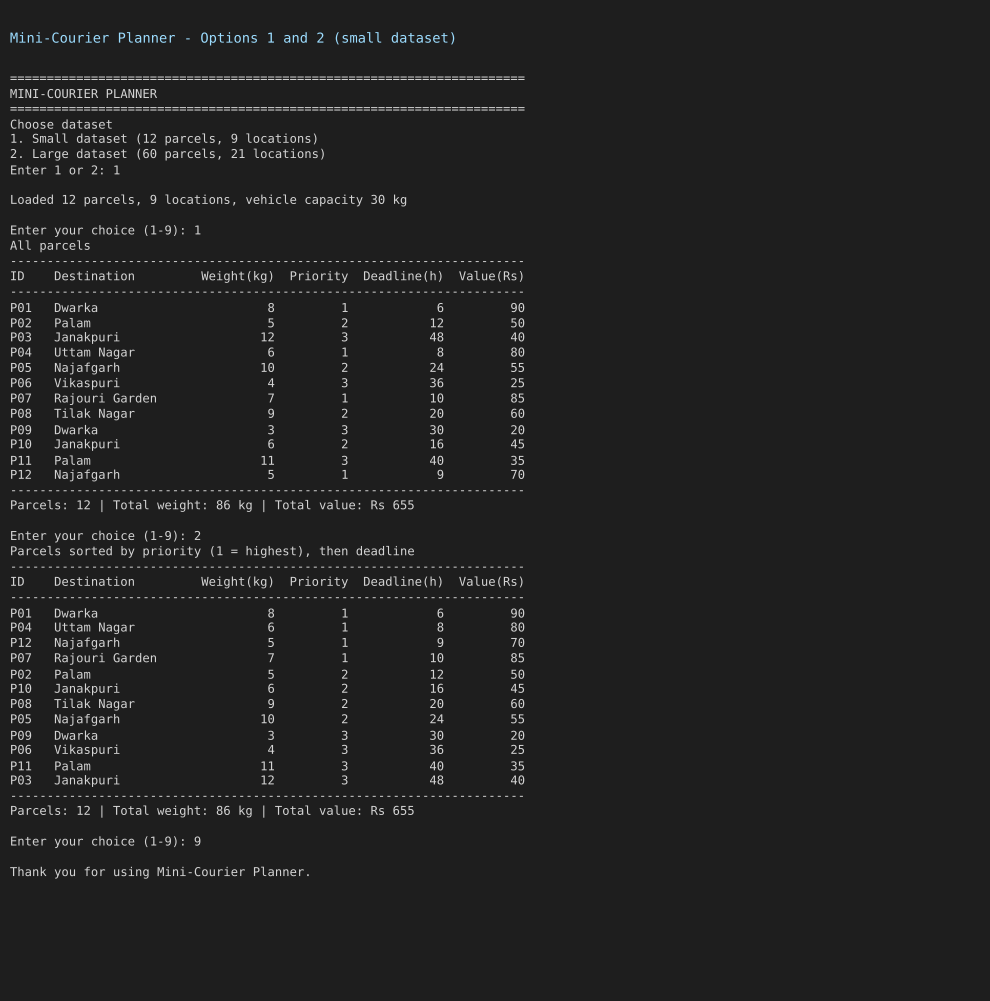 Mini-Courier Planner - Options 1 and 2 (small dataset)
======================================================================
MINI-COURIER PLANNER
======================================================================
Choose dataset
1. Small dataset (12 parcels, 9 locations)
2. Large dataset (60 parcels, 21 locations)
Enter 1 or 2: 1
Loaded 12 parcels, 9 locations, vehicle capacity 30 kg
Enter your choice (1-9): 1
All parcels
----------------------------------------------------------------------
ID    Destination         Weight(kg)  Priority  Deadline(h)  Value(Rs)
----------------------------------------------------------------------
P01   Dwarka                       8         1            6         90
P02   Palam                        5         2           12         50
P03   Janakpuri                   12         3           48         40
P04   Uttam Nagar                  6         1            8         80
P05   Najafgarh                   10         2           24         55
P06   Vikaspuri                    4         3           36         25
P07   Rajouri Garden               7         1           10         85
P08   Tilak Nagar                  9         2           20         60
P09   Dwarka                       3         3           30         20
P10   Janakpuri                    6         2           16         45
P11   Palam                       11         3           40         35
P12   Najafgarh                    5         1            9         70
----------------------------------------------------------------------
Parcels: 12 | Total weight: 86 kg | Total value: Rs 655
Enter your choice (1-9): 2
Parcels sorted by priority (1 = highest), then deadline
----------------------------------------------------------------------
ID    Destination         Weight(kg)  Priority  Deadline(h)  Value(Rs)
----------------------------------------------------------------------
P01   Dwarka                       8         1            6         90
P04   Uttam Nagar                  6         1            8         80
P12   Najafgarh                    5         1            9         70
P07   Rajouri Garden               7         1           10         85
P02   Palam                        5         2           12         50
P10   Janakpuri                    6         2           16         45
P08   Tilak Nagar                  9         2           20         60
P05   Najafgarh                   10         2           24         55
P09   Dwarka                       3         3           30         20
P06   Vikaspuri                    4         3           36         25
P11   Palam                       11         3           40         35
P03   Janakpuri                   12         3           48         40
----------------------------------------------------------------------
Parcels: 12 | Total weight: 86 kg | Total value: Rs 655
Enter your choice (1-9): 9
Thank you for using Mini-Courier Planner.